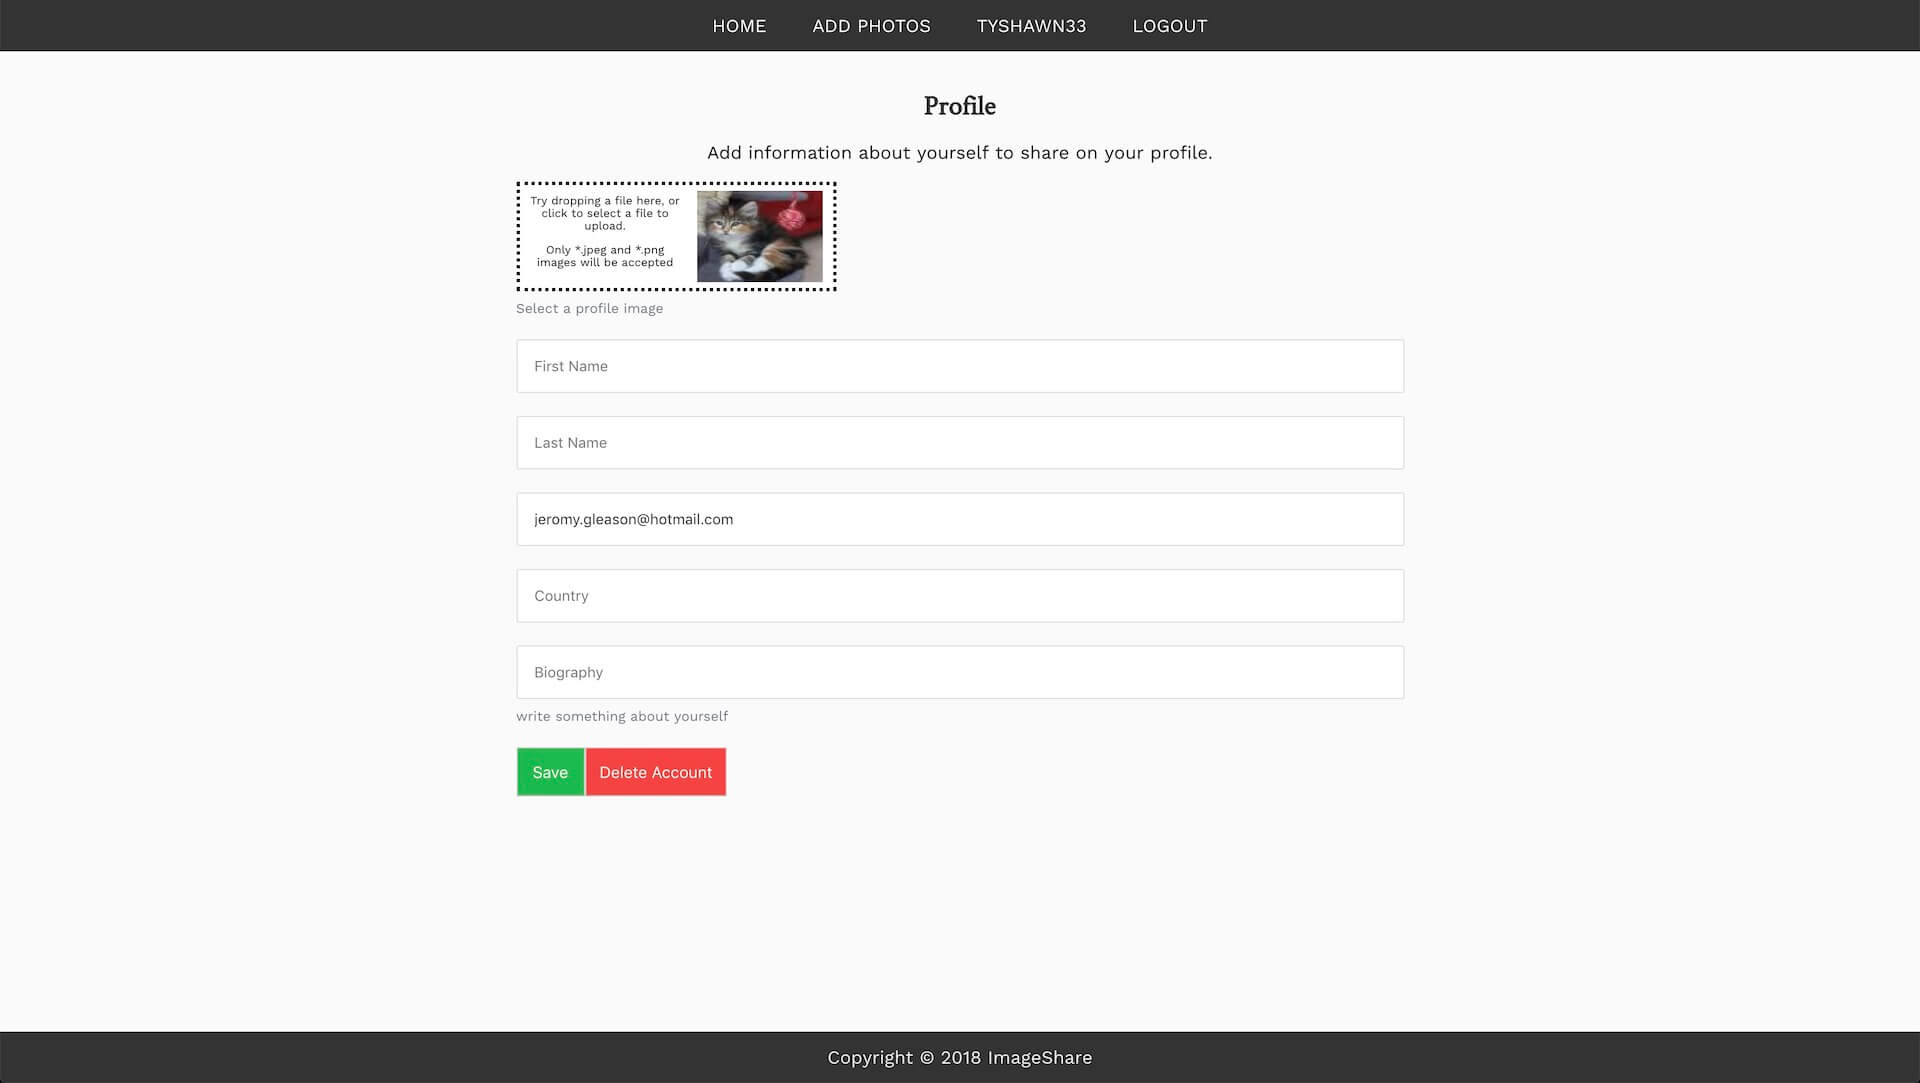 HOME ADD PHOTOS TYSHAWN33 LOGOUT
Profile
Add information about yourself to share on your profile.
Try dropping a file here, or
click to select a file to
upload.
Only *.jpeg and *.png
images will be accepted
Select a profile image
First Name
Last Name
jeromy.gleason@hotmail.com
Country
Biography
write something about yourself
Save Delete Account
Copyright © 2018 ImageShare